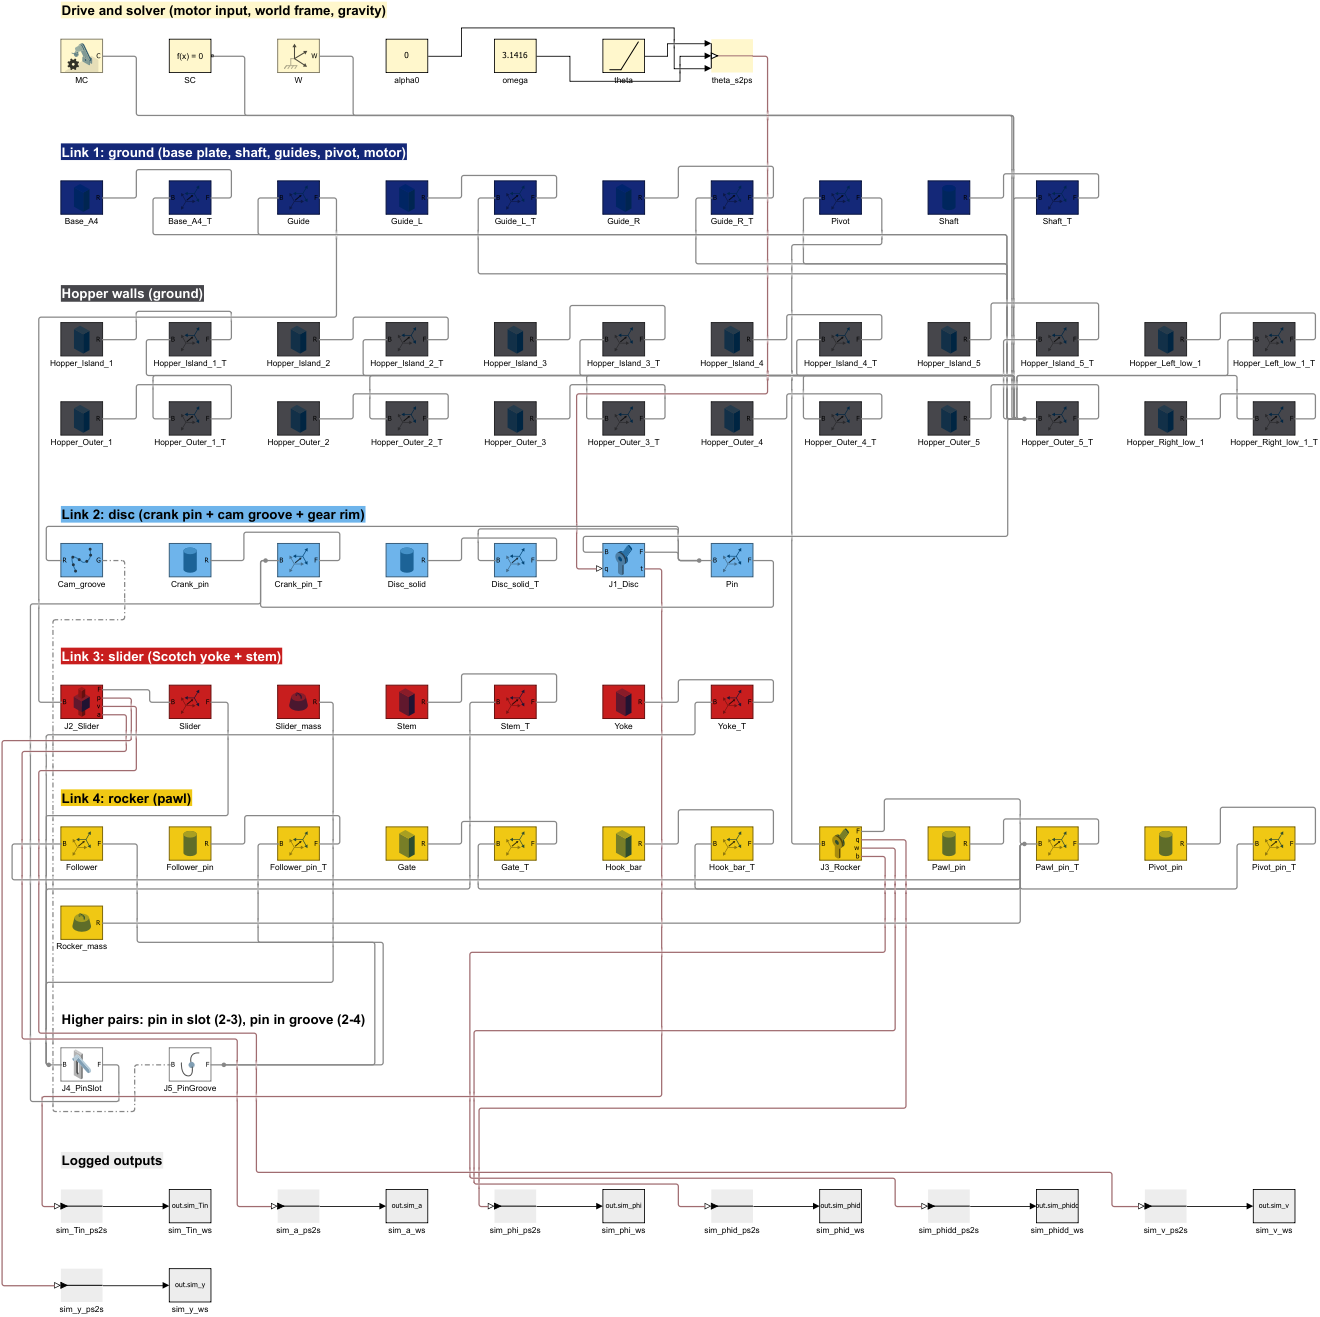 Drive and solver (motor input, world frame, gravity)
C f(x) = 0 W 0 3.1416
MC SC W alpha0 omega theta theta_s2ps
Link 1: ground (base plate, shaft, guides, pivot, motor)
R B F B F R B F R B F B F R B F
Base_A4 Base_A4_T Guide Guide_L Guide_L_T Guide_R Guide_R_T Pivot Shaft Shaft_T
Hopper walls (ground)
R B F R B F R B F R B F R B F R B F
Hopper_Island_1 Hopper_Island_1_T Hopper_Island_2 Hopper_Island_2_T Hopper_Island_3 Hopper_Island_3_T Hopper_Island_4 Hopper_Island_4_T Hopper_Island_5 Hopper_Island_5_T Hopper_Left_low_1 Hopper_Left_low_1_T
R B F R B F R B F R B F R B F R B F
Hopper_Outer_1 Hopper_Outer_1_T Hopper_Outer_2 Hopper_Outer_2_T Hopper_Outer_3 Hopper_Outer_3_T Hopper_Outer_4 Hopper_Outer_4_T Hopper_Outer_5 Hopper_Outer_5_T Hopper_Right_low_1 Hopper_Right_low_1_T
Link 2: disc (crank pin + cam groove + gear rim)
R G R B F R B F B F q t B F
Cam_groove Crank_pin Crank_pin_T Disc_solid Disc_solid_T J1_Disc Pin
Link 3: slider (Scotch yoke + stem)
B F p v a B F R R B F R B F
J2_Slider Slider Slider_mass Stem Stem_T Yoke Yoke_T
Link 4: rocker (pawl)
B F R B F R B F R B F B F q w b R B F R B F
Follower Follower_pin Follower_pin_T Gate Gate_T Hook_bar Hook_bar_T J3_Rocker Pawl_pin Pawl_pin_T Pivot_pin Pivot_pin_T
R
Rocker_mass
Higher pairs: pin in slot (2-3), pin in groove (2-4)
B F B F
J4_PinSlot J5_PinGroove
Logged outputs
out.sim_Tin out.sim_a out.sim_phi out.sim_phid out.sim_phidd out.sim_v
sim_Tin_ps2s sim_Tin_ws sim_a_ps2s sim_a_ws sim_phi_ps2s sim_phi_ws sim_phid_ps2s sim_phid_ws sim_phidd_ps2s sim_phidd_ws sim_v_ps2s sim_v_ws
out.sim_y
sim_y_ps2s sim_y_ws